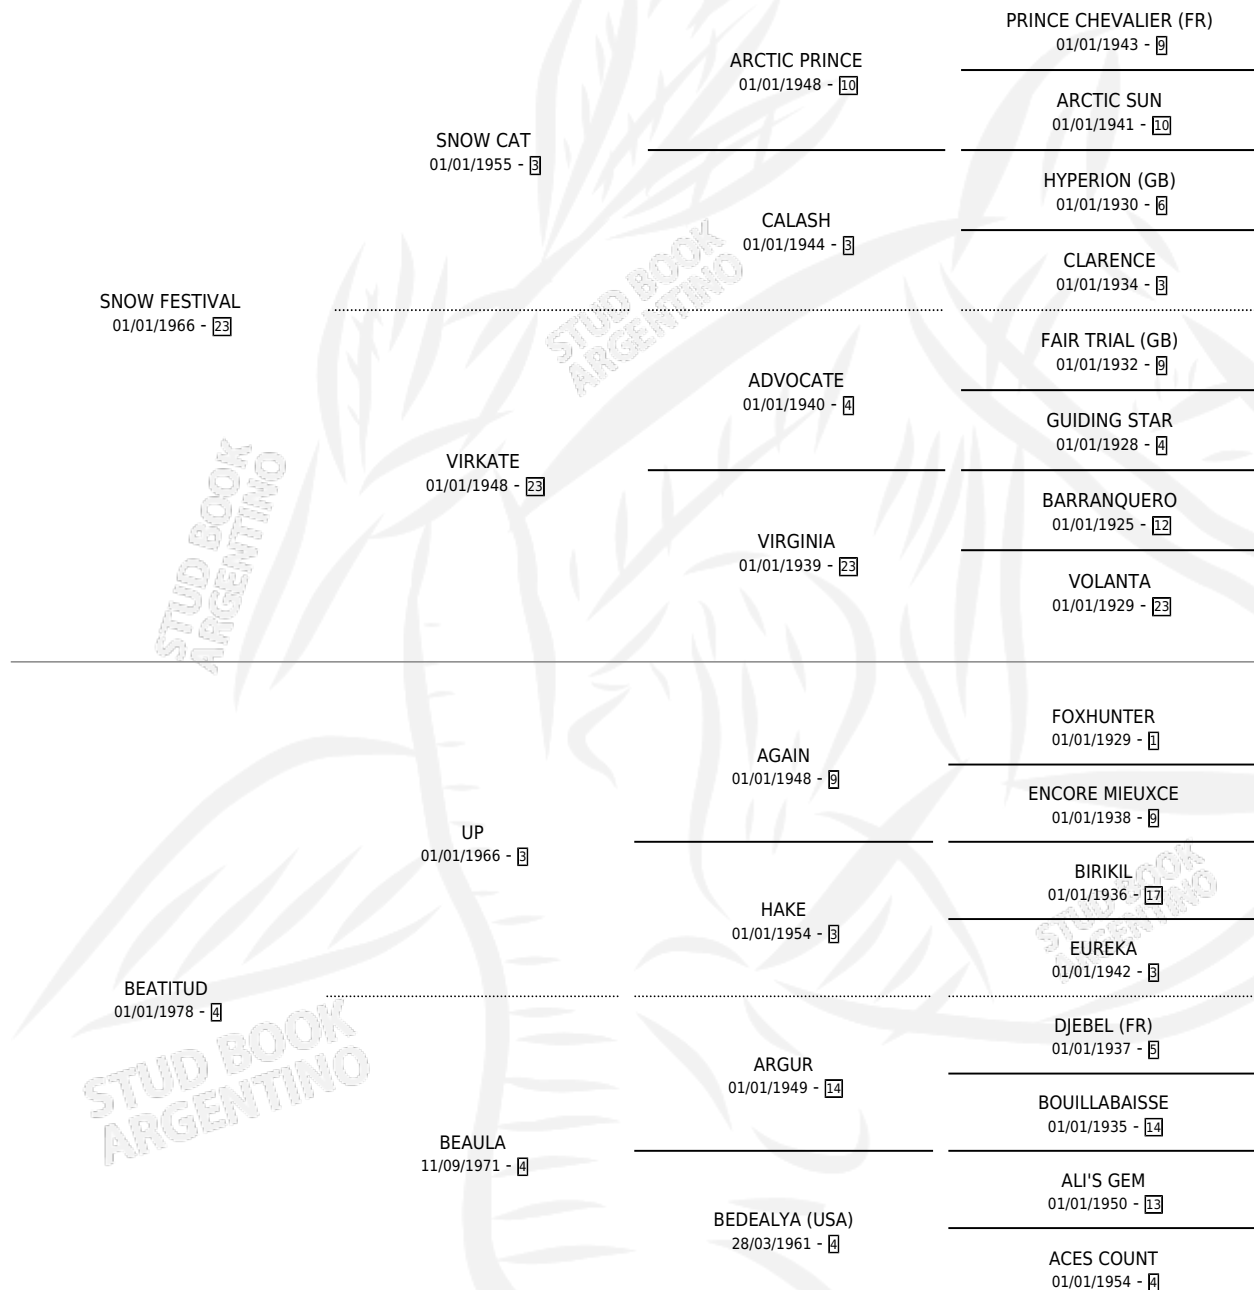 PRINCE CHEVALIER (FR)
01/01/1943 - 9
ARCTIC PRINCE
01/01/1948 - 10
ARCTIC SUN
01/01/1941 - 10
SNOW CAT
01/01/1955 - 3
HYPERION (GB)
01/01/1930 - 6
CALASH
01/01/1944 - 3
CLARENCE
01/01/1934 - 3
SNOW FESTIVAL
01/01/1966 - 23
FAIR TRIAL (GB)
01/01/1932 - 9
ADVOCATE
01/01/1940 - 4
GUIDING STAR
01/01/1928 - 4
VIRKATE
01/01/1948 - 23
BARRANQUERO
01/01/1925 - 12
VIRGINIA
01/01/1939 - 23
VOLANTA
01/01/1929 - 23
FOXHUNTER
01/01/1929 - 1
AGAIN
01/01/1948 - 9
ENCORE MIEUXCE
01/01/1938 - 9
UP
01/01/1966 - 3
BIRIKIL
01/01/1936 - 17
HAKE
01/01/1954 - 3
EUREKA
01/01/1942 - 3
BEATITUD
01/01/1978 - 4
DJEBEL (FR)
01/01/1937 - 5
ARGUR
01/01/1949 - 14
BOUILLABAISSE
01/01/1935 - 14
BEAULA
11/09/1971 - 4
ALI'S GEM
01/01/1950 - 13
BEDEALYA (USA)
28/03/1961 - 4
ACES COUNT
01/01/1954 - 4
STUD BOOK
ARGENTINO
STUD BOOK
ARGENTINO
STUD BOOK
ARGENTINO
STUD BOOK
ARGENTINO